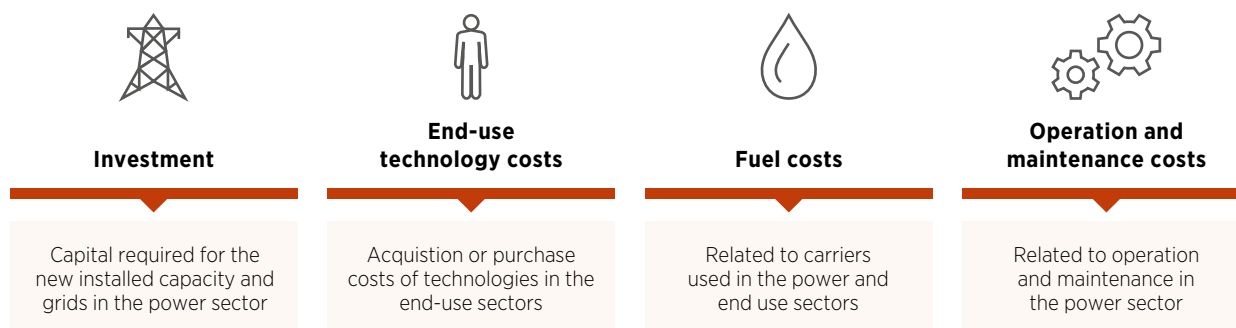 Investment
Capital required for the
new installed capacity and
grids in the power sector
End-use
technology costs
Acquistion or purchase
costs of technologies in the
end-use sectors
Fuel costs
Related to carriers
used in the power and
end use sectors
Operation and
maintenance costs
Related to operation
and maintenance in
the power sector